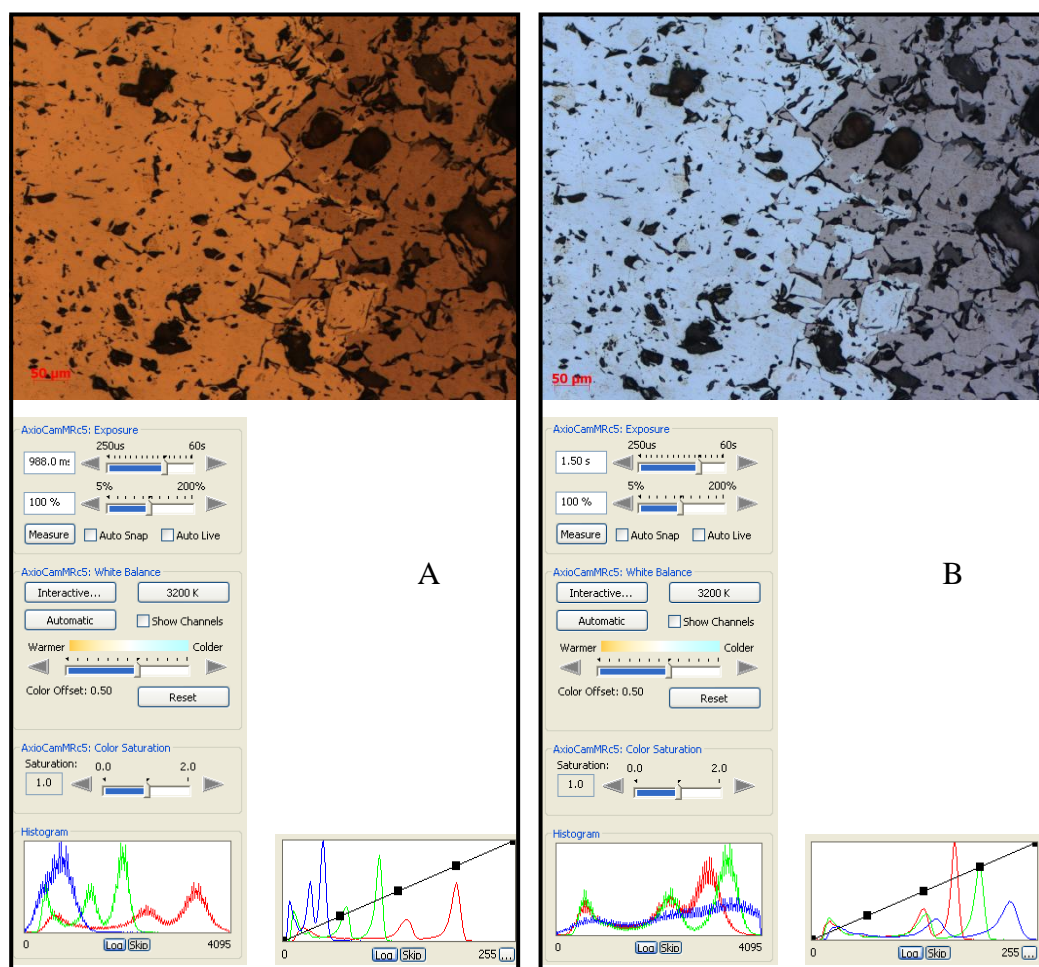 50 µm
AxioCamMRc5: Exposure
250us 60s
988.0 ms
5% 200%
100 %
Measure Auto Snap Auto Live
AxioCamMRc5: White Balance
Interactive... 3200 K
Automatic Show Channels
Warmer Colder
Color Offset: 0.50 Reset
AxioCamMRc5: Color Saturation
Saturation: 0.0 2.0
1.0
Histogram
0 Log Skip 4095
0 Log Skip 255 ...
A
50 µm
AxioCamMRc5: Exposure
250us 60s
1.50 s
5% 200%
100 %
Measure Auto Snap Auto Live
AxioCamMRc5: White Balance
Interactive... 3200 K
Automatic Show Channels
Warmer Colder
Color Offset: 0.50 Reset
AxioCamMRc5: Color Saturation
Saturation: 0.0 2.0
1.0
Histogram
0 Log Skip 4095
0 Log Skip 255 ...
B